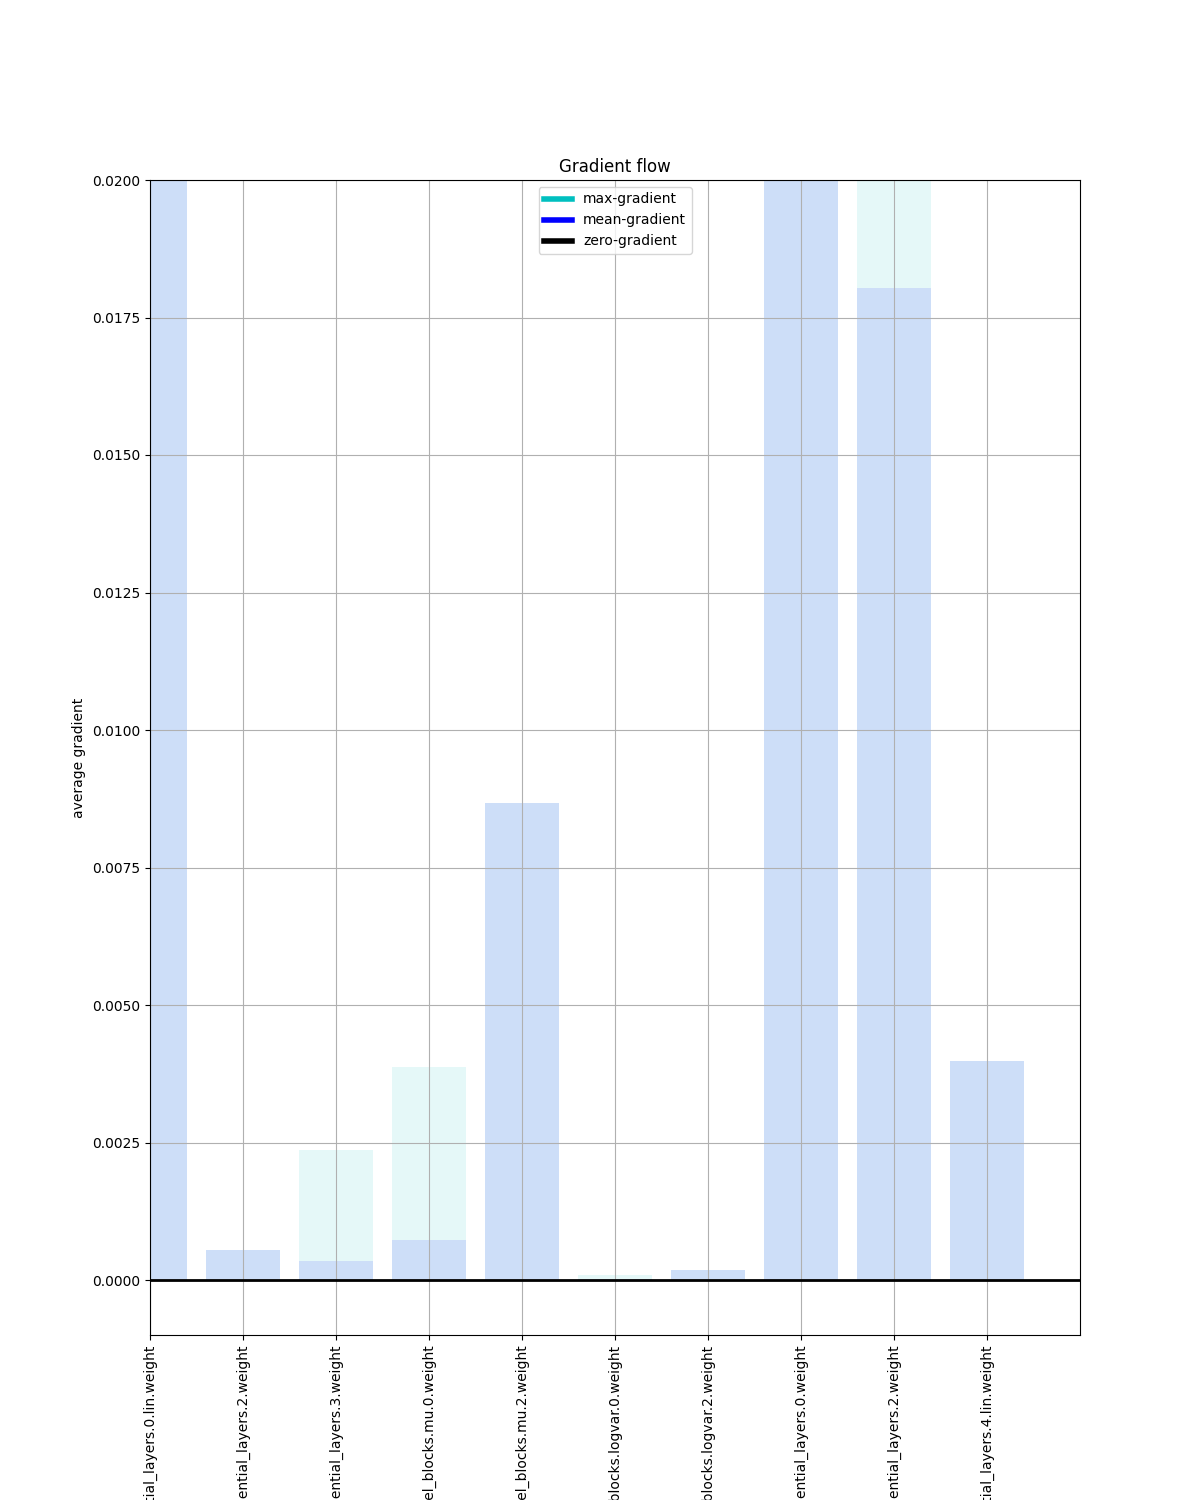 Gradient flow
max-gradient
mean-gradient
zero-gradient
0.0200
0.0175
0.0150
0.0125
0.0100
0.0075
0.0050
0.0025
0.0000
average gradient
tial_layers.0.lin.weight
ential_layers.2.weight
ential_layers.3.weight
el_blocks.mu.0.weight
el_blocks.mu.2.weight
blocks.logvar.0.weight
blocks.logvar.2.weight
ential_layers.0.weight
ential_layers.2.weight
tial_layers.4.lin.weight